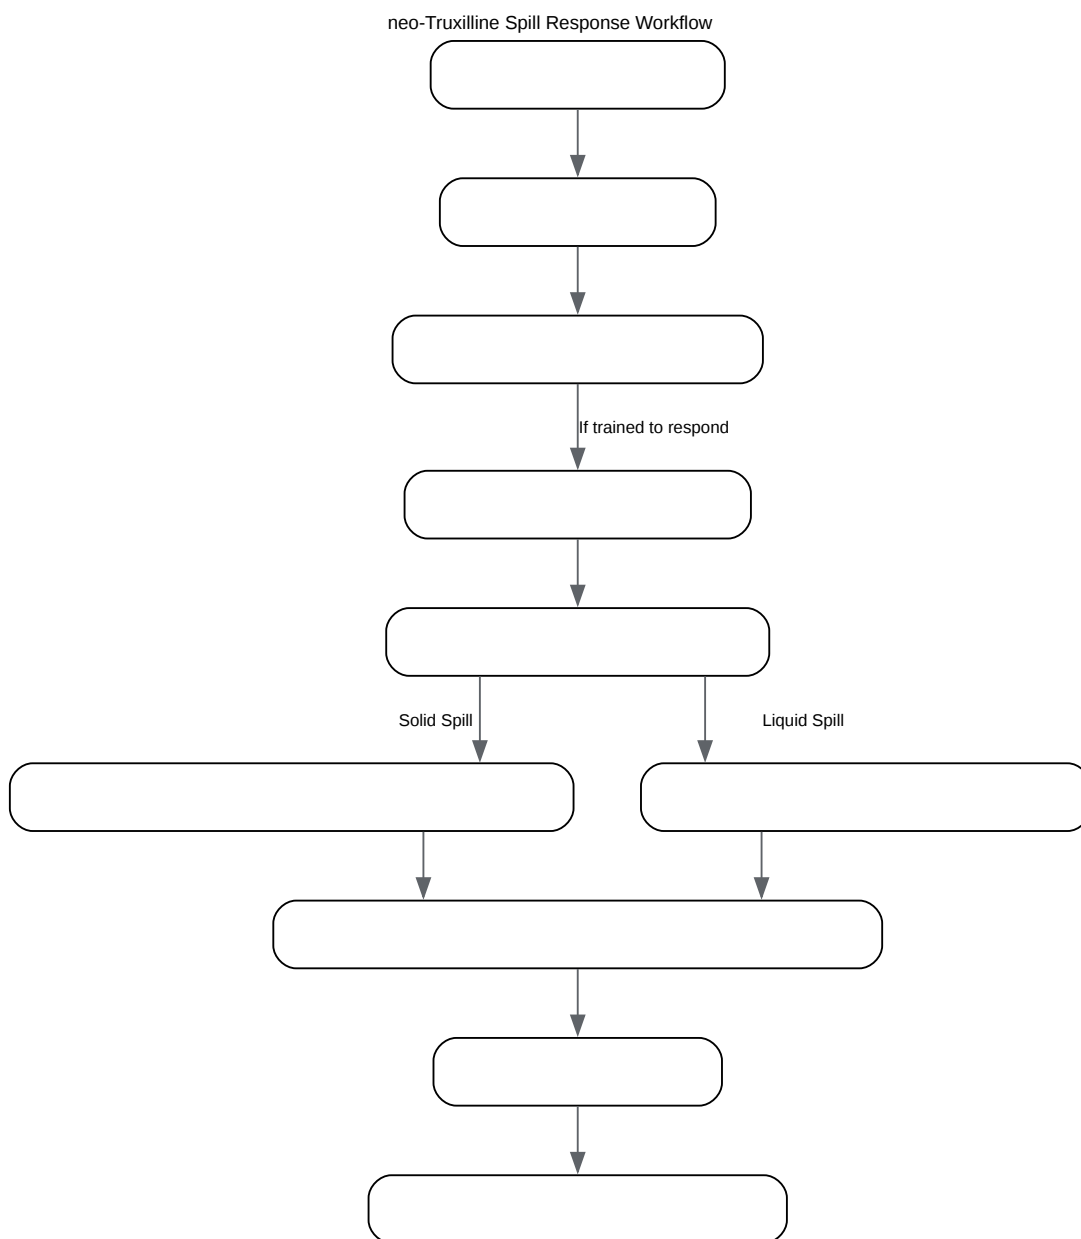 neo-Truxilline Spill Response Workflow
If trained to respond
Solid Spill
Liquid Spill